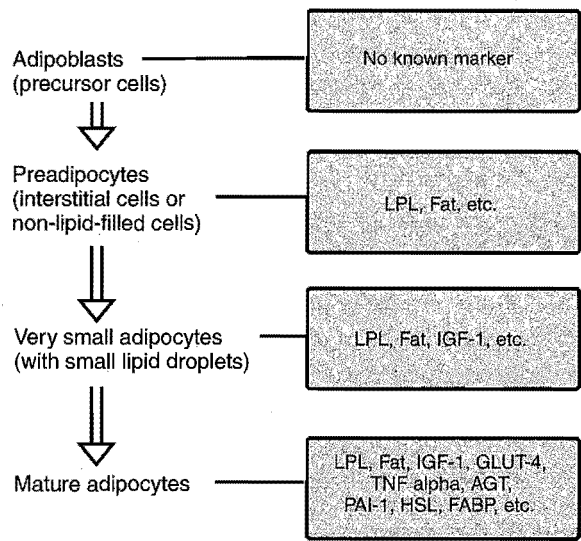 Adipoblasts
(precursor cells)
No known marker
Preadipocytes
(interstitial cells or
non-lipid-filled cells)
LPL, Fat, etc.
Very small adipocytes
(with small lipid droplets)
LPL, Fat, IGF-1, etc.
Mature adipocytes
LPL, Fat, IGF-1, GLUT-4,
TNF alpha, AGT,
PAI-1, HSL, FABP, etc.